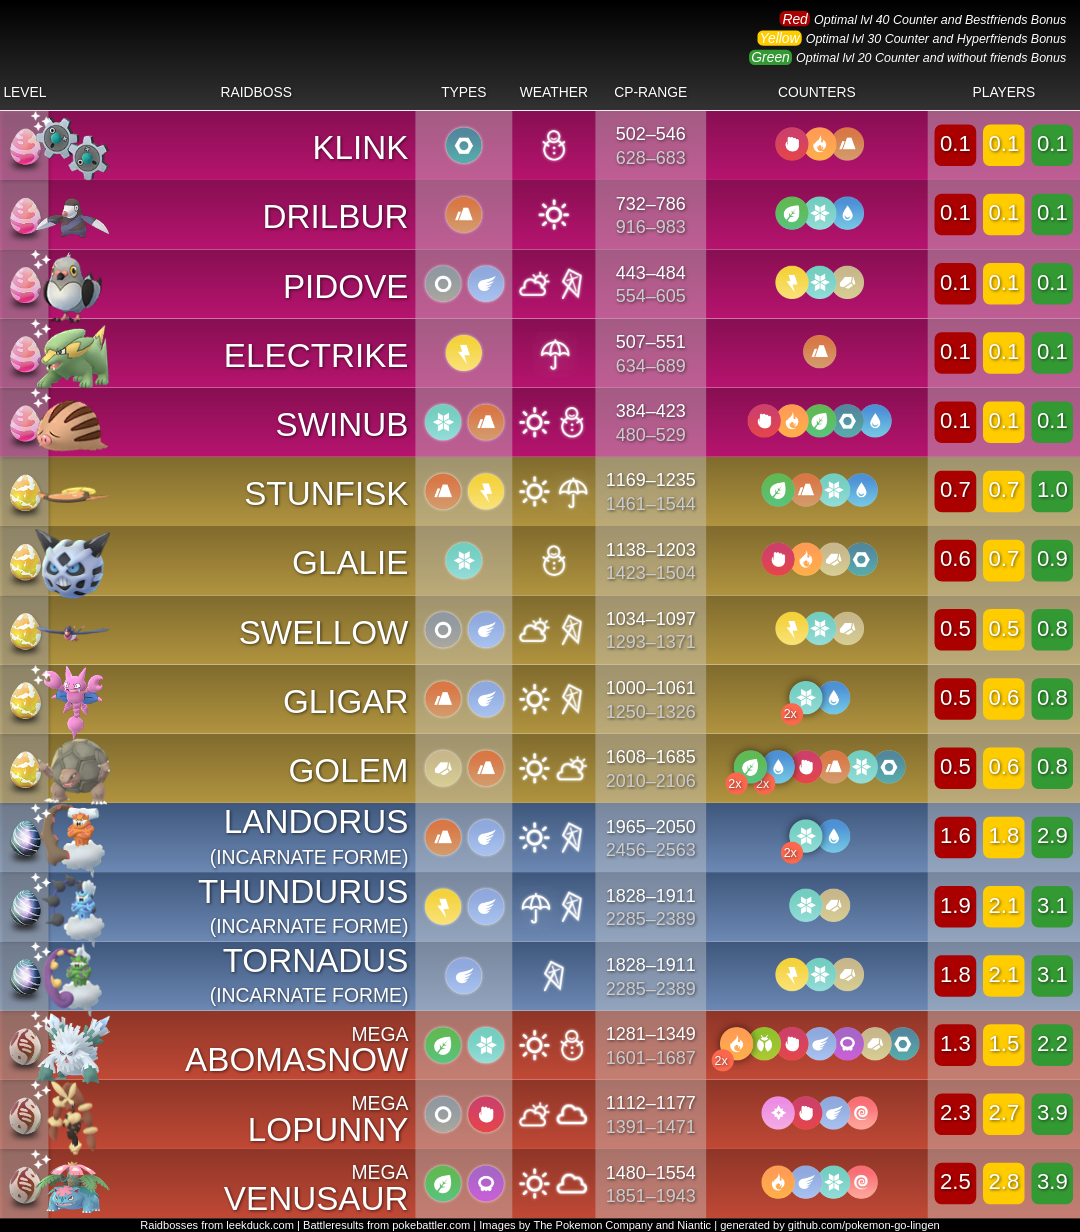 Red Optimal lvl 40 Counter and Bestfriends Bonus
Yellow Optimal lvl 30 Counter and Hyperfriends Bonus
Green Optimal lvl 20 Counter and without friends Bonus
LEVEL RAIDBOSS TYPES WEATHER CP-RANGE COUNTERS PLAYERS
KLINK 502–546 0.1 0.1 0.1
628–683
DRILBUR 732–786 0.1 0.1 0.1
916–983
PIDOVE 443–484 0.1 0.1 0.1
554–605
ELECTRIKE 507–551 0.1 0.1 0.1
634–689
SWINUB 384–423 0.1 0.1 0.1
480–529
STUNFISK 1169–1235 0.7 0.7 1.0
1461–1544
GLALIE 1138–1203 0.6 0.7 0.9
1423–1504
SWELLOW 1034–1097 0.5 0.5 0.8
1293–1371
GLIGAR 1000–1061 0.5 0.6 0.8
1250–1326 2x
GOLEM 1608–1685 0.5 0.6 0.8
2010–2106 2x 2x
LANDORUS 1965–2050 1.6 1.8 2.9
(INCARNATE FORME) 2456–2563 2x
THUNDURUS 1828–1911 1.9 2.1 3.1
(INCARNATE FORME) 2285–2389
TORNADUS 1828–1911 1.8 2.1 3.1
(INCARNATE FORME) 2285–2389
MEGA 1281–1349 1.3 1.5 2.2
ABOMASNOW 1601–1687 2x
MEGA 1112–1177 2.3 2.7 3.9
LOPUNNY 1391–1471
MEGA 1480–1554 2.5 2.8 3.9
VENUSAUR 1851–1943
Raidbosses from leekduck.com | Battleresults from pokebattler.com | Images by The Pokemon Company and Niantic | generated by github.com/pokemon-go-lingen